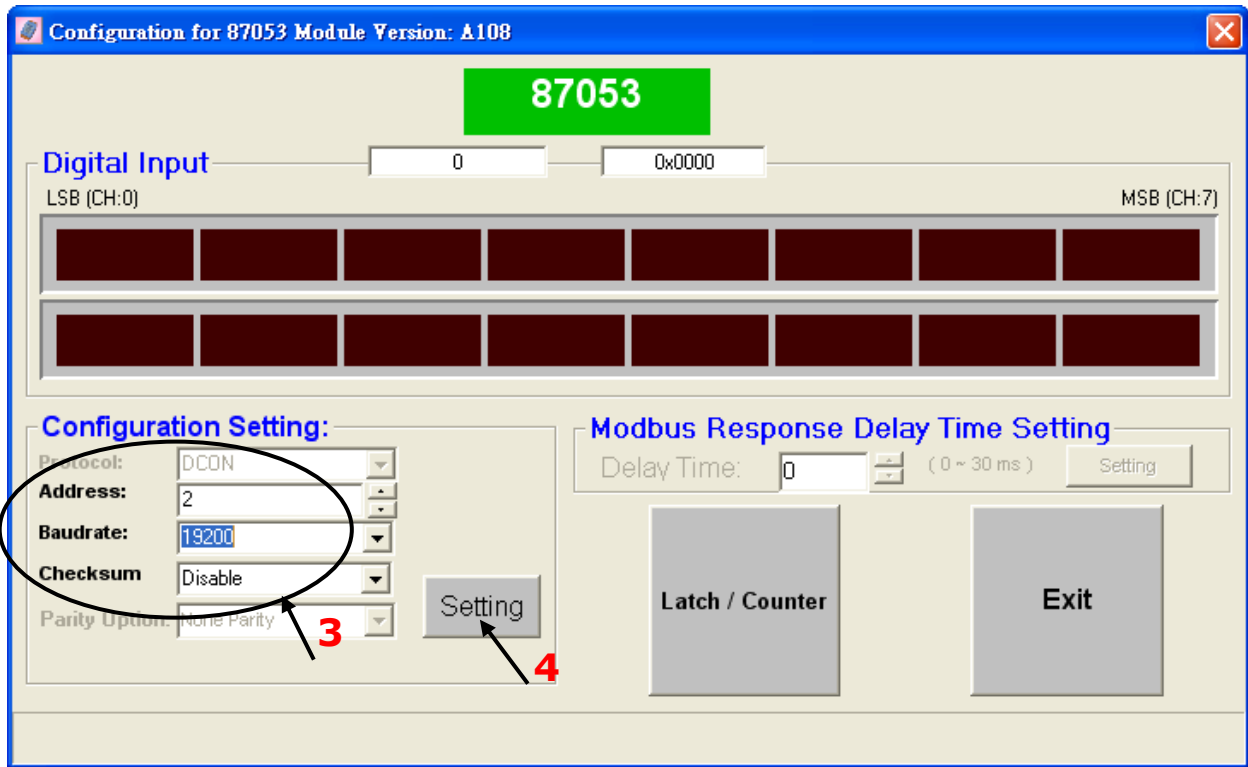 Configuration for 87053 Module Version: A108
87053
Digital Input 0 0x0000
LSB (CH:0) MSB (CH:7)
Configuration Setting:
Protocol: DCON
Address: 2
Baudrate: 19200
Checksum Disable
Parity Option: None Parity
Setting
3
4
Modbus Response Delay Time Setting
Delay Time: 0 ( 0 ~ 30 ms ) Setting
Latch / Counter
Exit